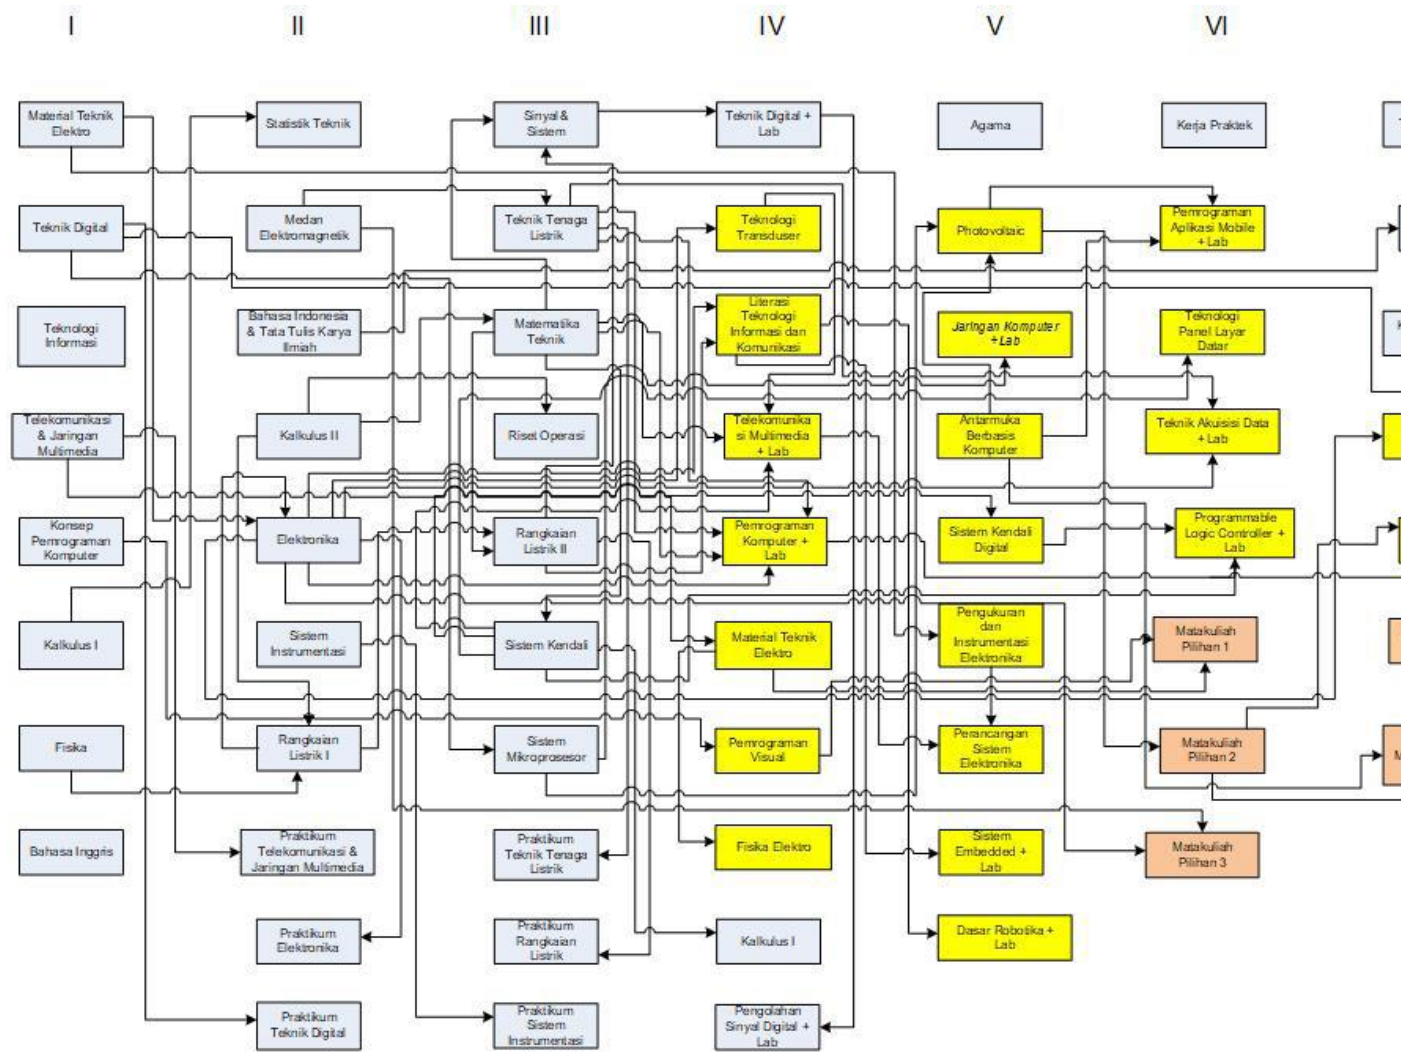 I
II
III
IV
V
VI
Material Teknik
Elektro
Statistik Teknik
Sinyal &
Sistem
Teknik Digital +
Lab
Agama
Kerja Praktek
Teknik Digital
Medan
Elektromagnetik
Teknik Tenaga
Listrik
Teknologi
Transduser
Photovoltaic
Pemrograman
Aplikasi Mobile
+ Lab
Teknologi
Informasi
Bahasa Indonesia
& Tata Tulis Karya
Ilmiah
Matematika
Teknik
Literasi
Teknologi
Informasi dan
Komunikasi
Jaringan Komputer
+ Lab
Teknologi
Panel Layar
Datar
Telekomunikasi
& Jaringan
Multimedia
Kalkulus II
Riset Operasi
Telekomunika
si Multimedia
+ Lab
Antarmuka
Berbasis
Komputer
Teknik Akuisisi Data
+ Lab
Konsep
Pemrograman
Komputer
Elektronika
Rangkaian
Listrik II
Pemrograman
Komputer +
Lab
Sistem Kendali
Digital
Programmable
Logic Controller +
Lab
Kalkulus I
Sistem
Instrumentasi
Sistem Kendali
Material Teknik
Elektro
Pengukuran
dan
Instrumentasi
Elektronika
Matakuliah
Pilihan 1
Fisika
Rangkaian
Listrik I
Sistem
Mikroprosesor
Pemrograman
Visual
Perancangan
Sistem
Elektronika
Matakuliah
Pilihan 2
Bahasa Inggris
Praktikum
Telekomunikasi &
Jaringan Multimedia
Praktikum
Teknik Tenaga
Listrik
Fisika Elektro
Sistem
Embedded +
Lab
Matakuliah
Pilihan 3
Praktikum
Elektronika
Praktikum
Rangkaian
Listrik
Kalkulus I
Dasar Robotika +
Lab
Praktikum
Teknik Digital
Praktikum
Sistem
Instrumentasi
Pengolahan
Sinyal Digital +
Lab